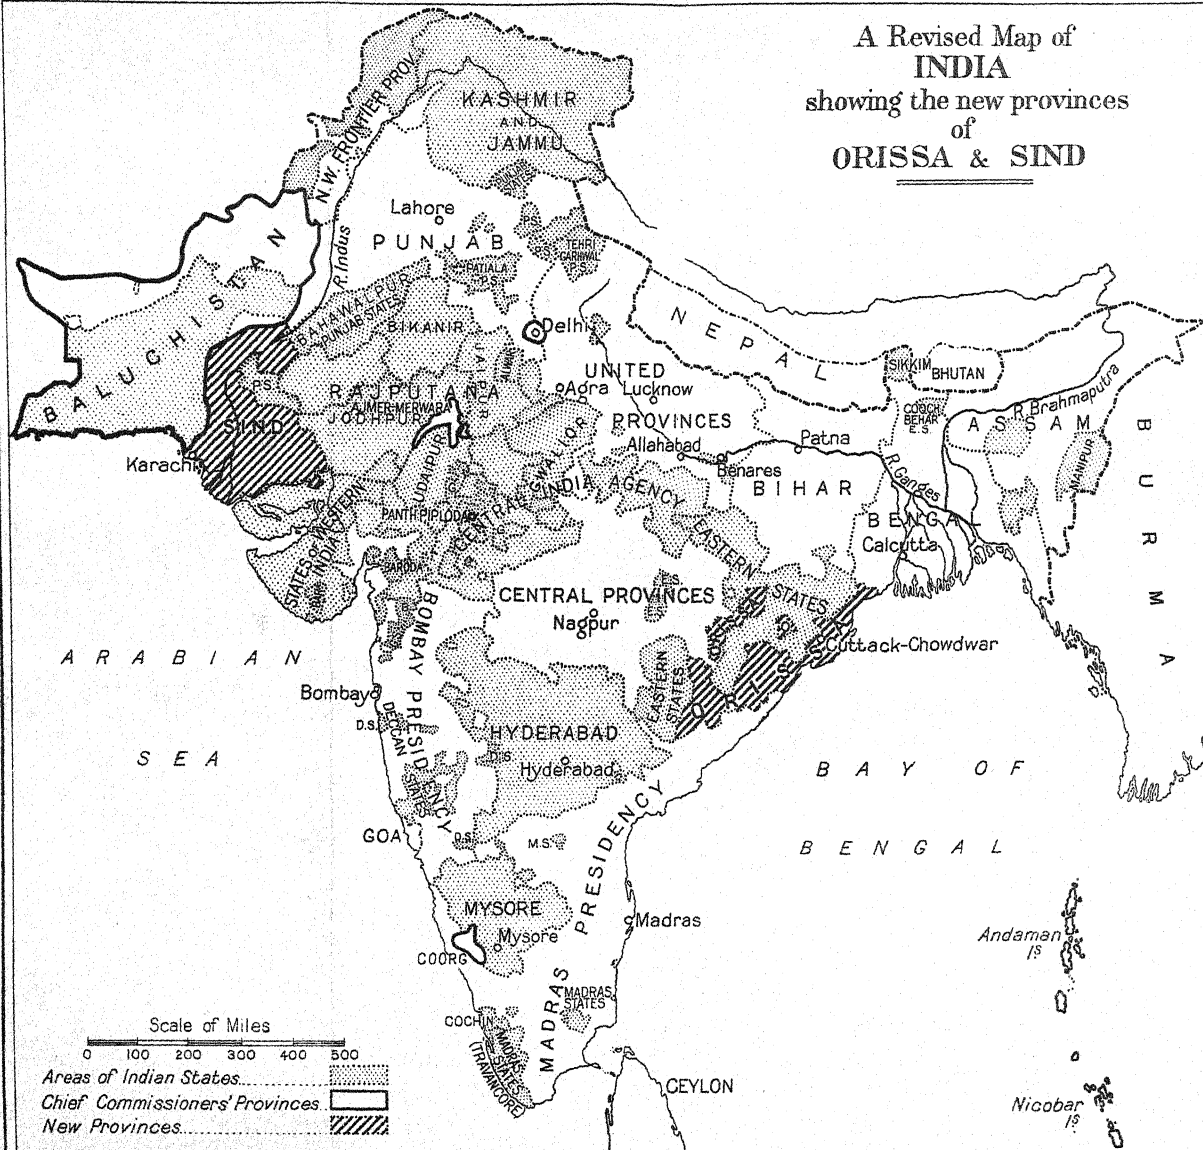 A Revised Map of
INDIA
showing the new provinces
of
ORISSA & SIND
N.W. FRONTIER PROV.
KASHMIR
AND
JAMMU
PUNJAB
STATES
Lahore
PUNJAB
R. Indus
P.S.
P.S.
TEHRI
GARHWAL
P.S.
PATIALA
P.S.
BALUCHISTAN
BAHAWALPUR
PUNJAB STATES
BIKANIR
Delhi
JAIPUR
NEPAL
SIKKIM
BHUTAN
P.S.
RAJPUTANA
AJMER-MERWARA
JODHPUR
UNITED
Agra
Lucknow
PROVINCES
COOCH
BEHAR
E.S.
R. Brahmaputra
ASSAM
MANIPUR
BURMA
SIND
Karachi
UDAIPUR
GWALIOR
Allahabad
Benares
Patna
R. Ganges
BIHAR
BENGAL
Calcutta
WESTERN
INDIA
STATES
PANTH PIPLODA
CENTRAL INDIA AGENCY
BARODA
EASTERN
STATES
E.S.
CENTRAL PROVINCES
Nagpur
ORISSA
Cuttack-Chowdwar
EASTERN
STATES
ARABIAN
SEA
BOMBAY PRESIDENCY
Bombay
D.S.
DECCAN
STATES
HYDERABAD
D.S.
Hyderabad
BAY OF
BENGAL
GOA
D.S.
M.S.
MADRAS PRESIDENCY
MYSORE
Mysore
COORG
Madras
Andaman
Is
MADRAS
STATES
COCHIN
MADRAS
STATES
(TRAVANCORE)
CEYLON
Nicobar
Is
Scale of Miles
0 100 200 300 400 500
Areas of Indian States
Chief Commissioners' Provinces
New Provinces